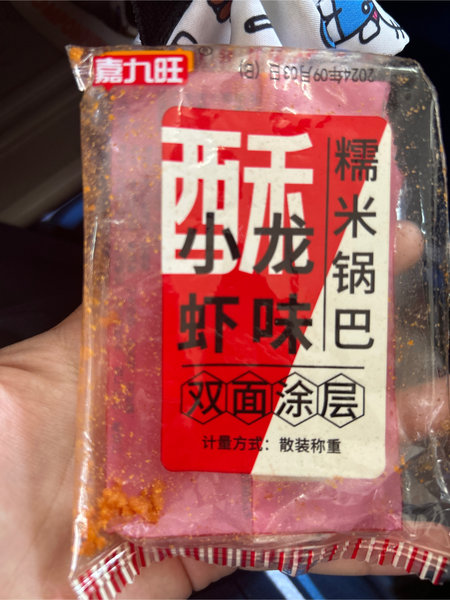 嘉九旺
2024年09月03日(B)
酥
小龙
虾味
糯米锅巴
双面涂层
计量方式：散装称重